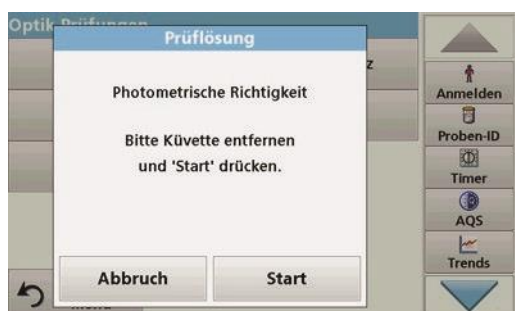 Optik Prüfungen
Prüflösung
z
Photometrische Richtigkeit
Bitte Küvette entfernen
und 'Start' drücken.
Abbruch
Start
Anmelden
Proben-ID
Timer
AQS
Trends